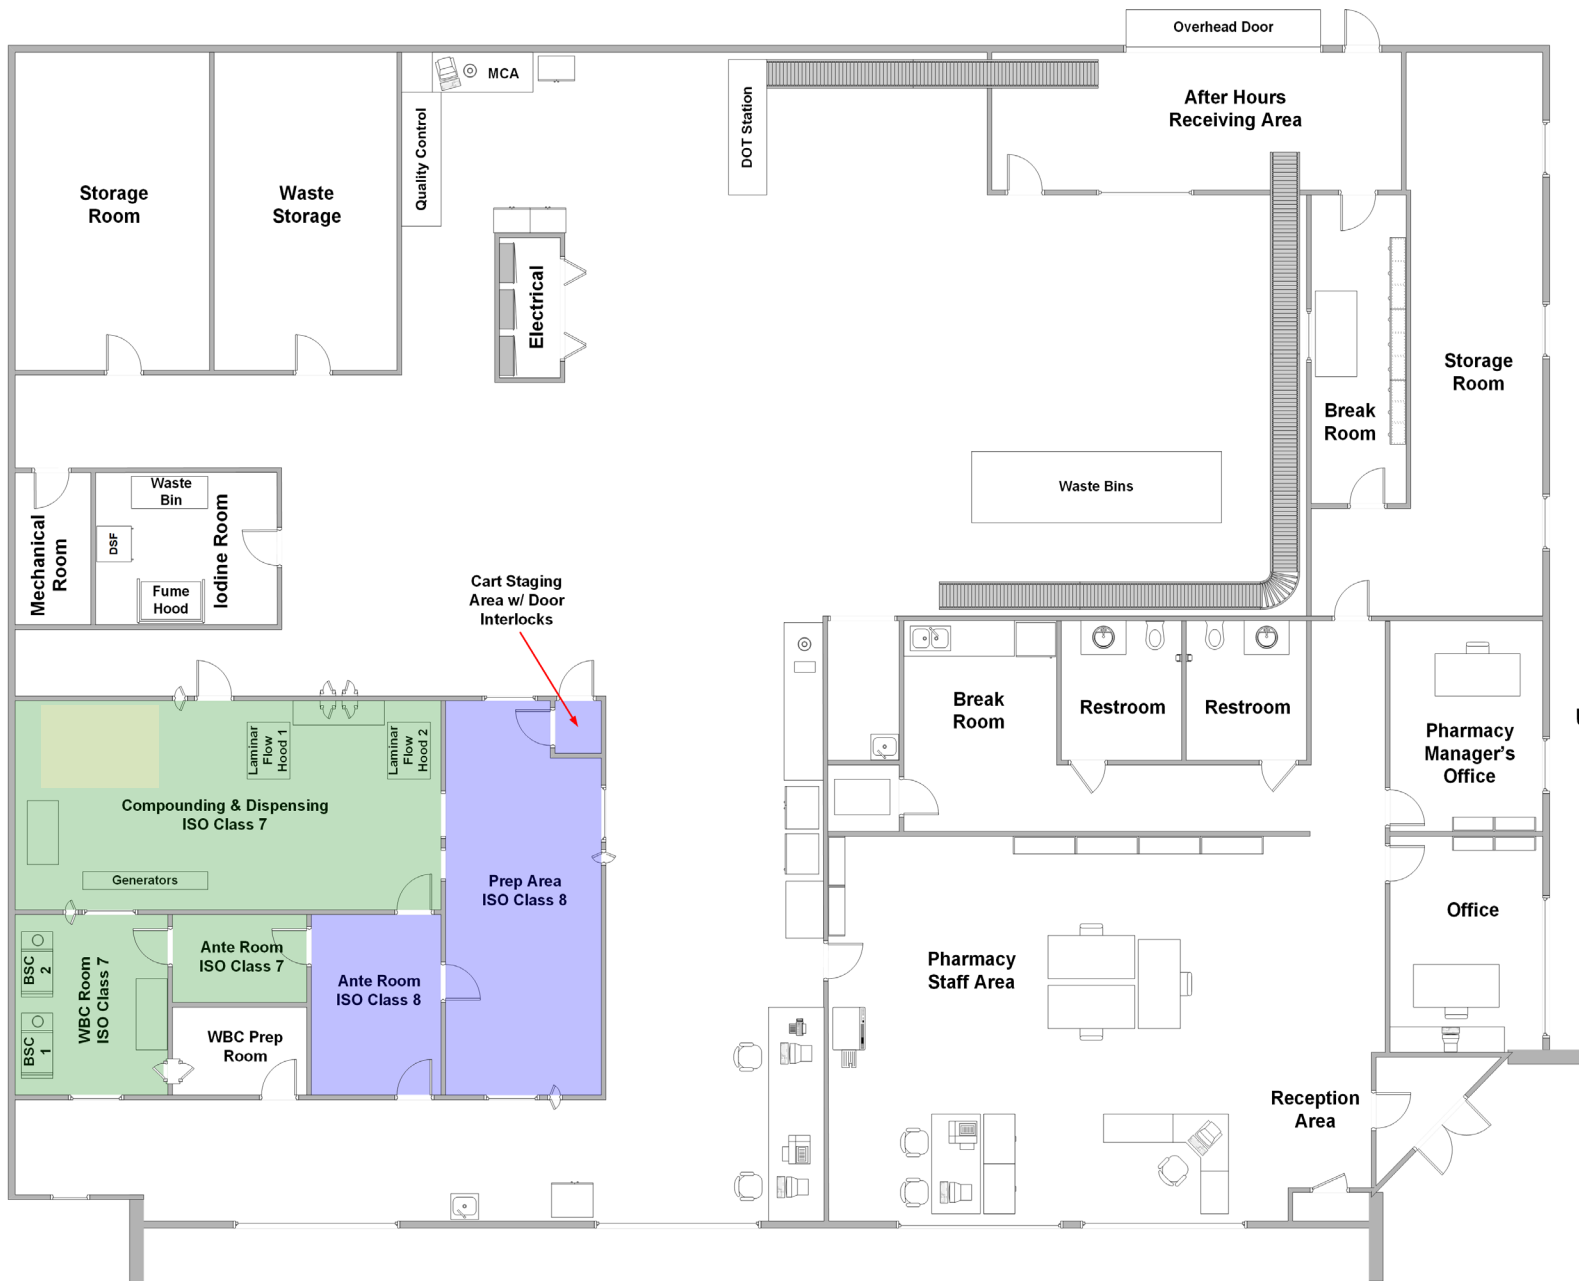 Overhead Door
MCA
After Hours
Receiving Area
DOT Station
Quality Control
Storage
Room
Waste
Storage
Electrical
Storage
Room
Break
Room
Waste Bins
Waste
Bin
Mechanical
Room
DSF
Iodine Room
Fume
Hood
Cart Staging
Area w/ Door
Interlocks
Break
Room
Restroom
Restroom
Pharmacy
Manager's
Office
Laminar
Flow
Hood 1
Laminar
Flow
Hood 2
Compounding & Dispensing
ISO Class 7
Generators
Prep Area
ISO Class 8
Office
BSC
2
WBC Room
ISO Class 7
Ante Room
ISO Class 7
Ante Room
ISO Class 8
Pharmacy
Staff Area
BSC
1
WBC Prep
Room
Reception
Area